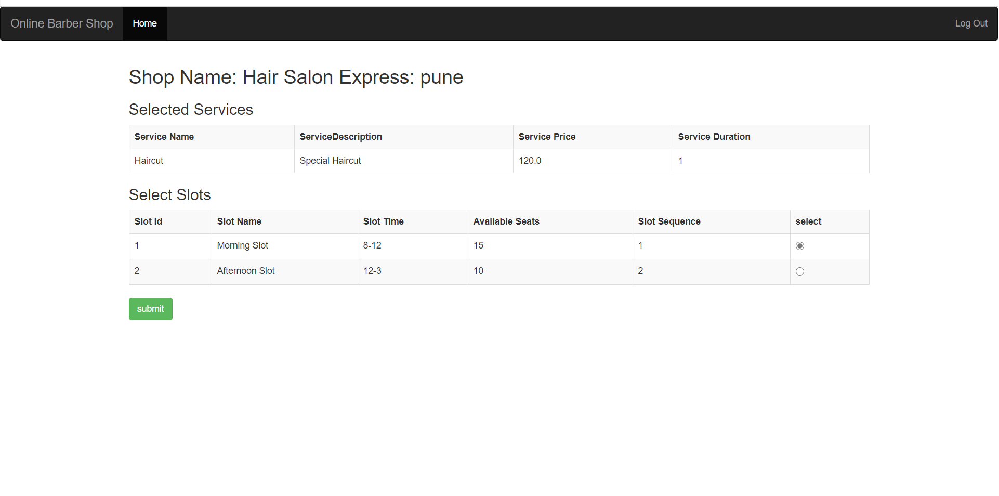 Online Barber Shop Home Log Out
Shop Name: Hair Salon Express: pune
Selected Services
Service Name ServiceDescription Service Price Service Duration
Haircut Special Haircut 120.0 1
Select Slots
Slot Id Slot Name Slot Time Available Seats Slot Sequence select
1 Morning Slot 8-12 15 1
2 Afternoon Slot 12-3 10 2
submit